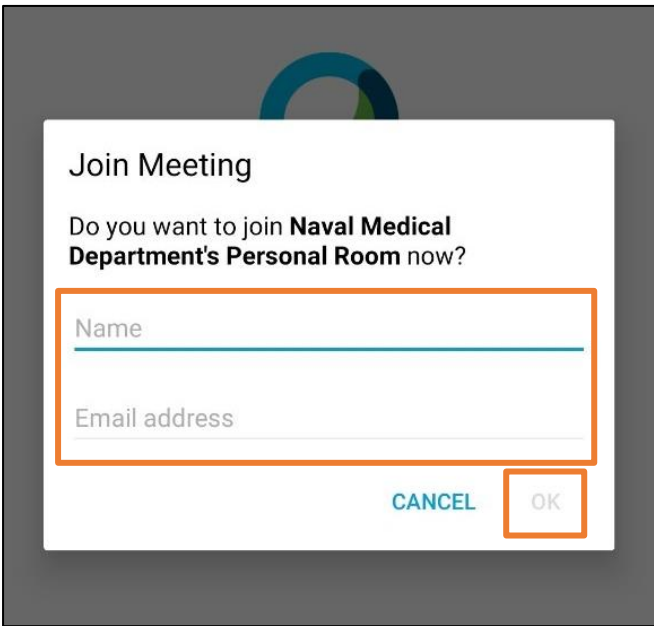 Join Meeting
Do you want to join Naval Medical
Department's Personal Room now?
Name
Email address
CANCEL OK